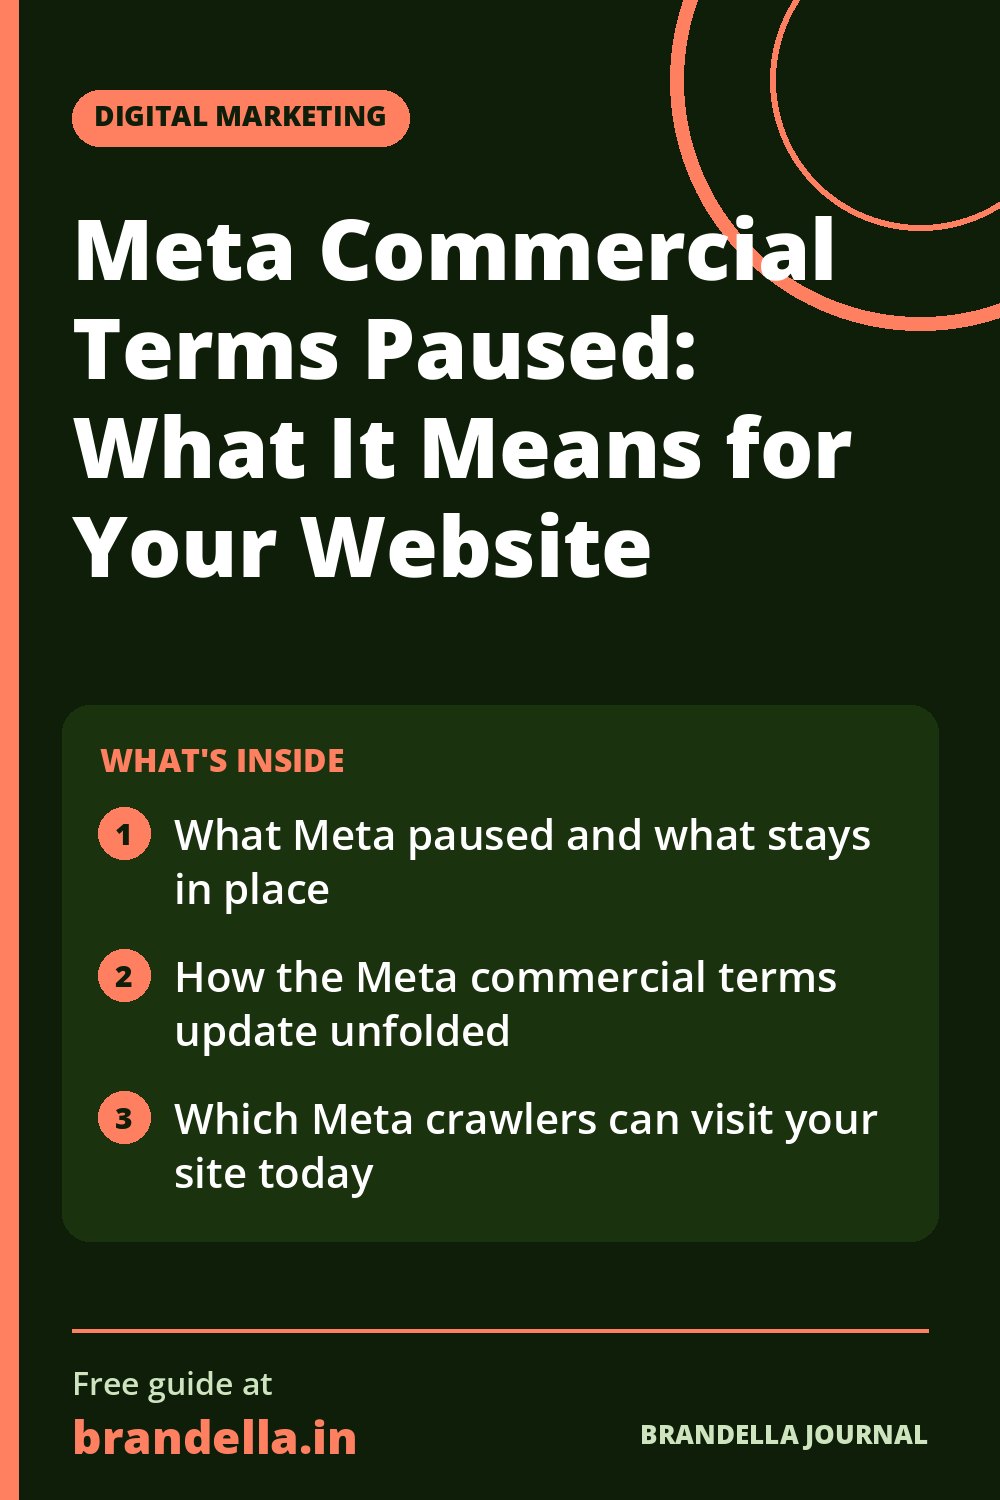 DIGITAL MARKETING
Meta Commercial
Terms Paused:
What It Means for
Your Website
WHAT'S INSIDE
1 What Meta paused and what stays
in place
2 How the Meta commercial terms
update unfolded
3 Which Meta crawlers can visit your
site today
Free guide at
brandella.in
BRANDELLA JOURNAL